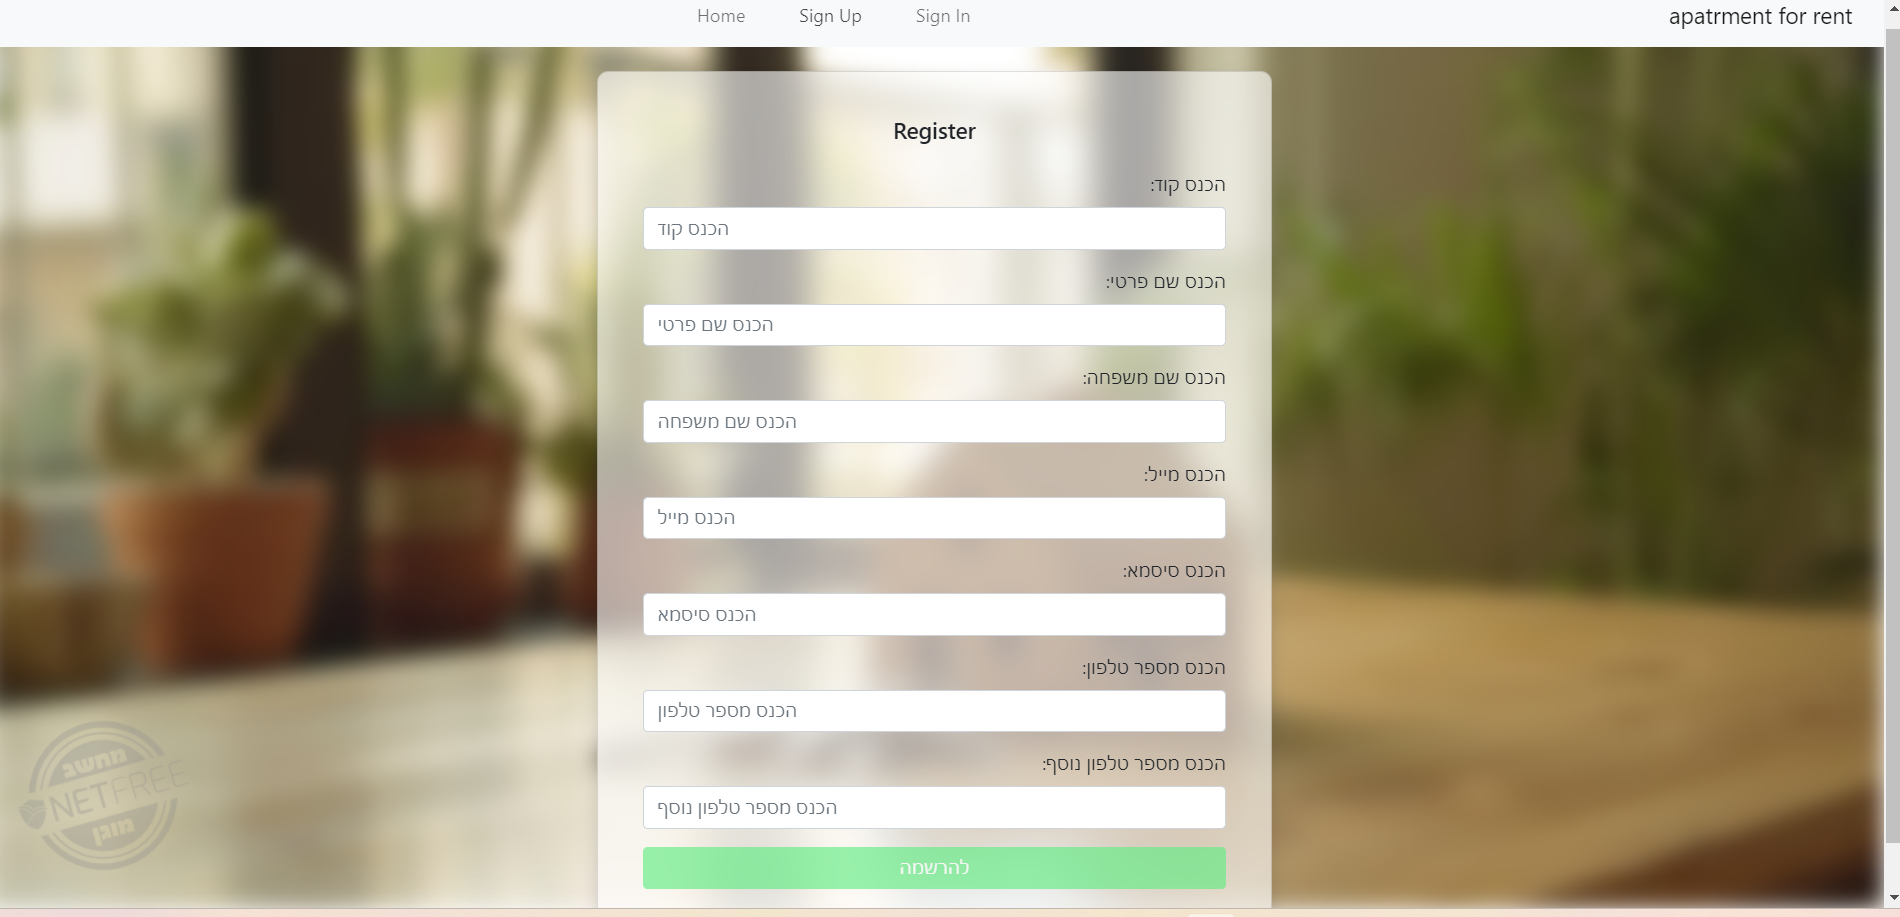 Home Sign Up Sign In apatrment for rent
Register
הכנס קוד:
הכנס קוד
הכנס שם פרטי:
הכנס שם פרטי
הכנס שם משפחה:
הכנס שם משפחה
הכנס מייל:
הכנס מייל
הכנס סיסמא:
הכנס סיסמא
הכנס מספר טלפון:
הכנס מספר טלפון
הכנס מספר טלפון נוסף:
הכנס מספר טלפון נוסף
להרשמה
מחשב
NETFREE
מוגן